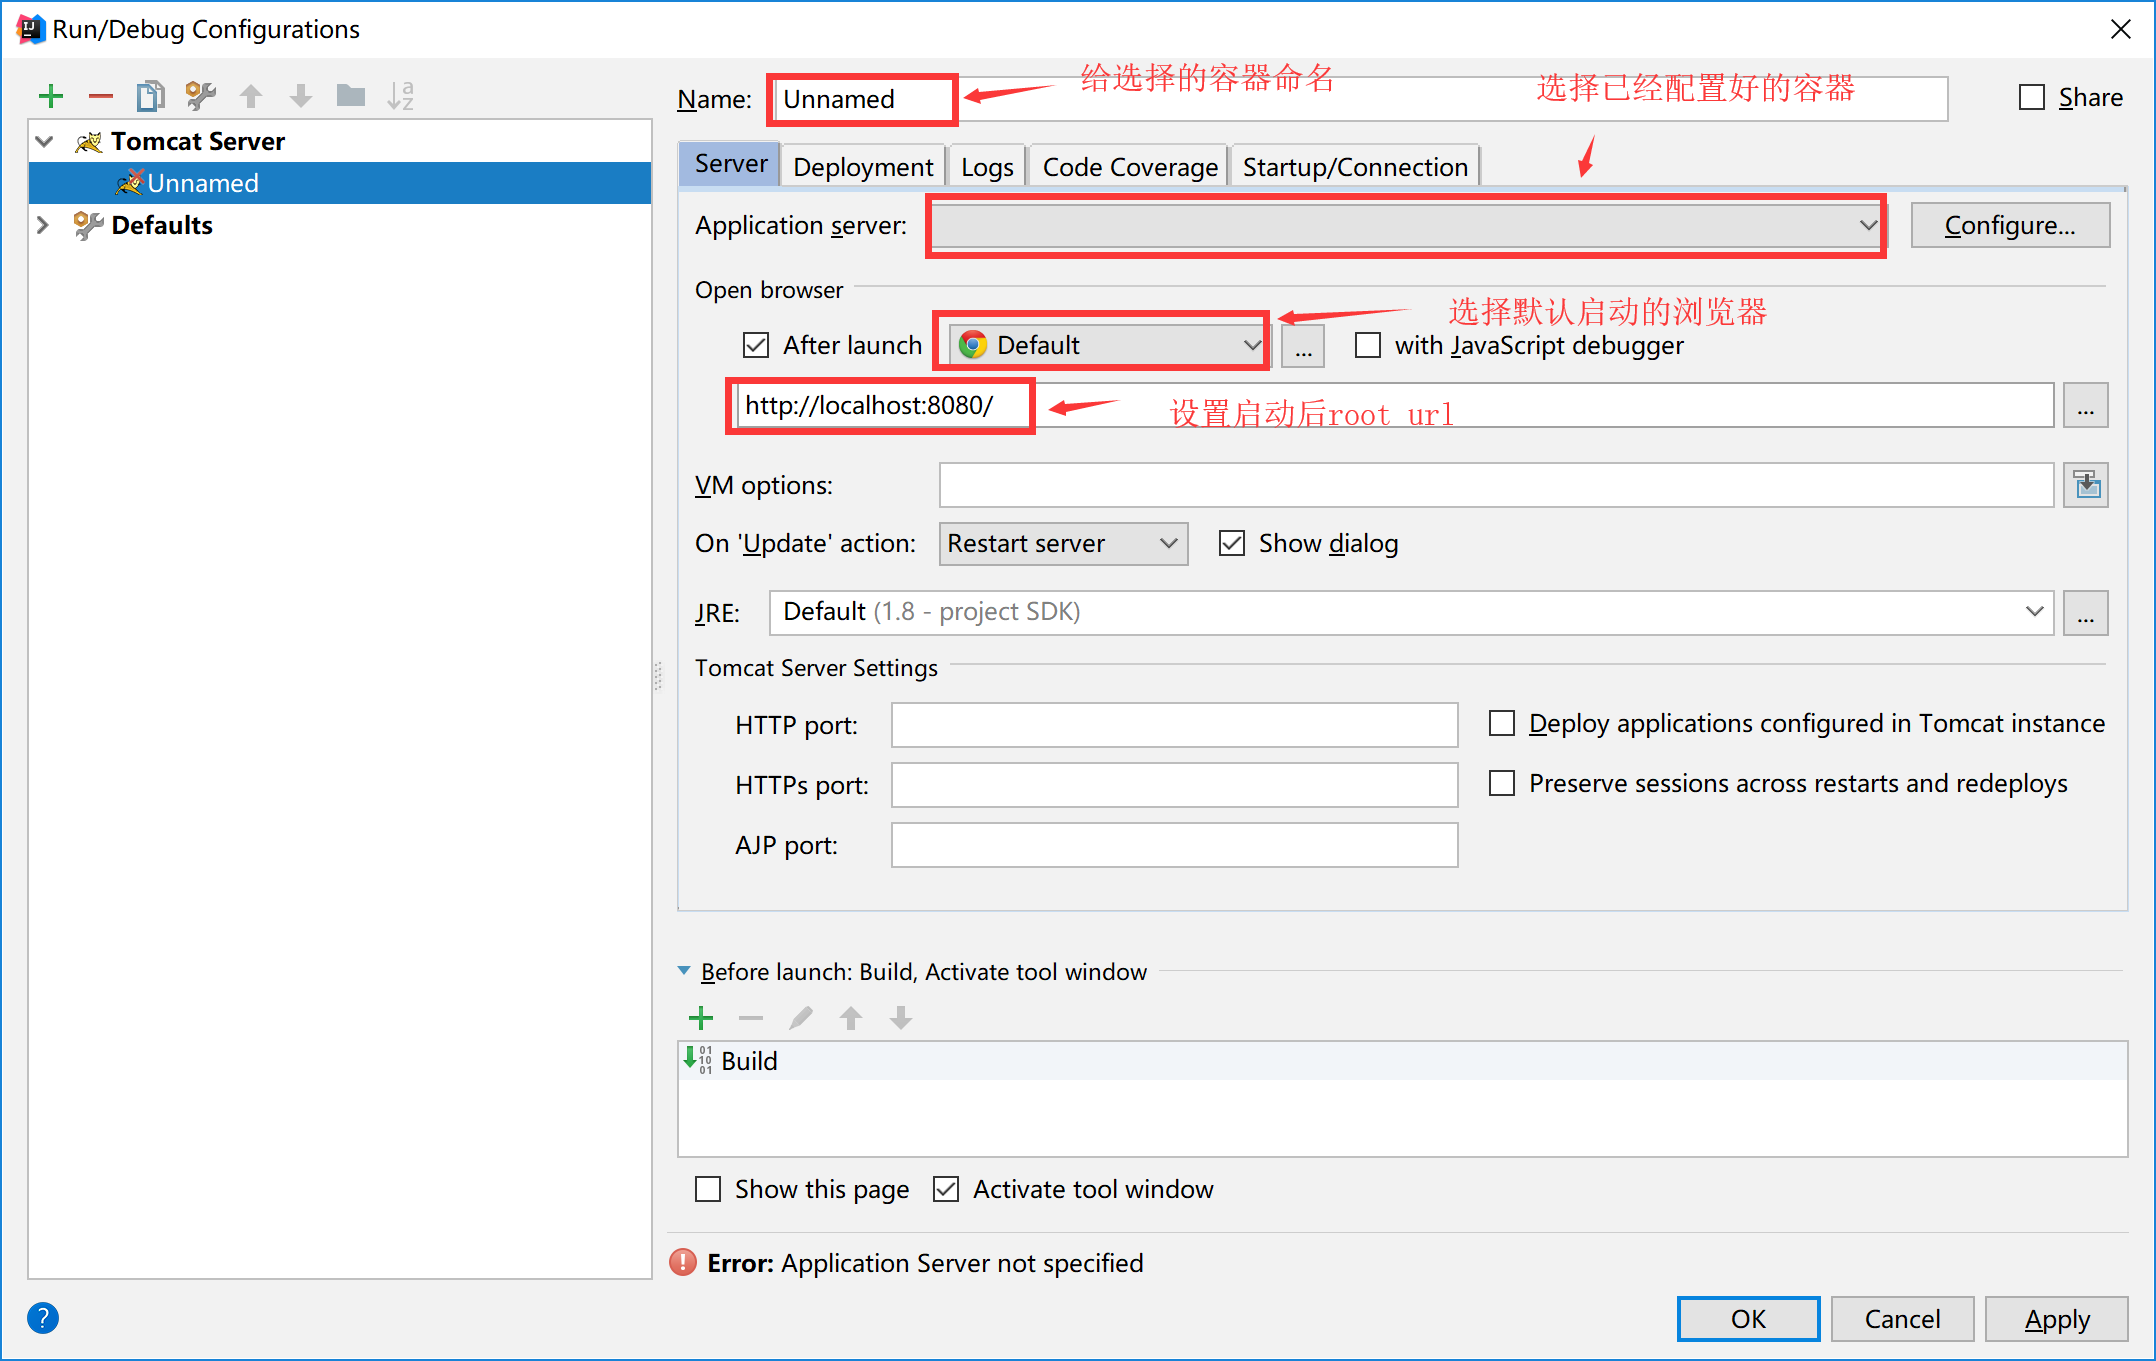 Run/Debug Configurations
Name: Unnamed
给选择的容器命名
选择已经配置好的容器
Share
Tomcat Server
Unnamed
Defaults
Server Deployment Logs Code Coverage Startup/Connection
Application server:
Configure...
Open browser
选择默认启动的浏览器
After launch Default ... with JavaScript debugger
http://localhost:8080/
设置启动后root url
...
VM options:
On 'Update' action: Restart server Show dialog
JRE: Default (1.8 - project SDK) ...
Tomcat Server Settings
HTTP port: Deploy applications configured in Tomcat instance
HTTPs port: Preserve sessions across restarts and redeploys
AJP port:
Before launch: Build, Activate tool window
Build
Show this page Activate tool window
Error: Application Server not specified
? OK Cancel Apply